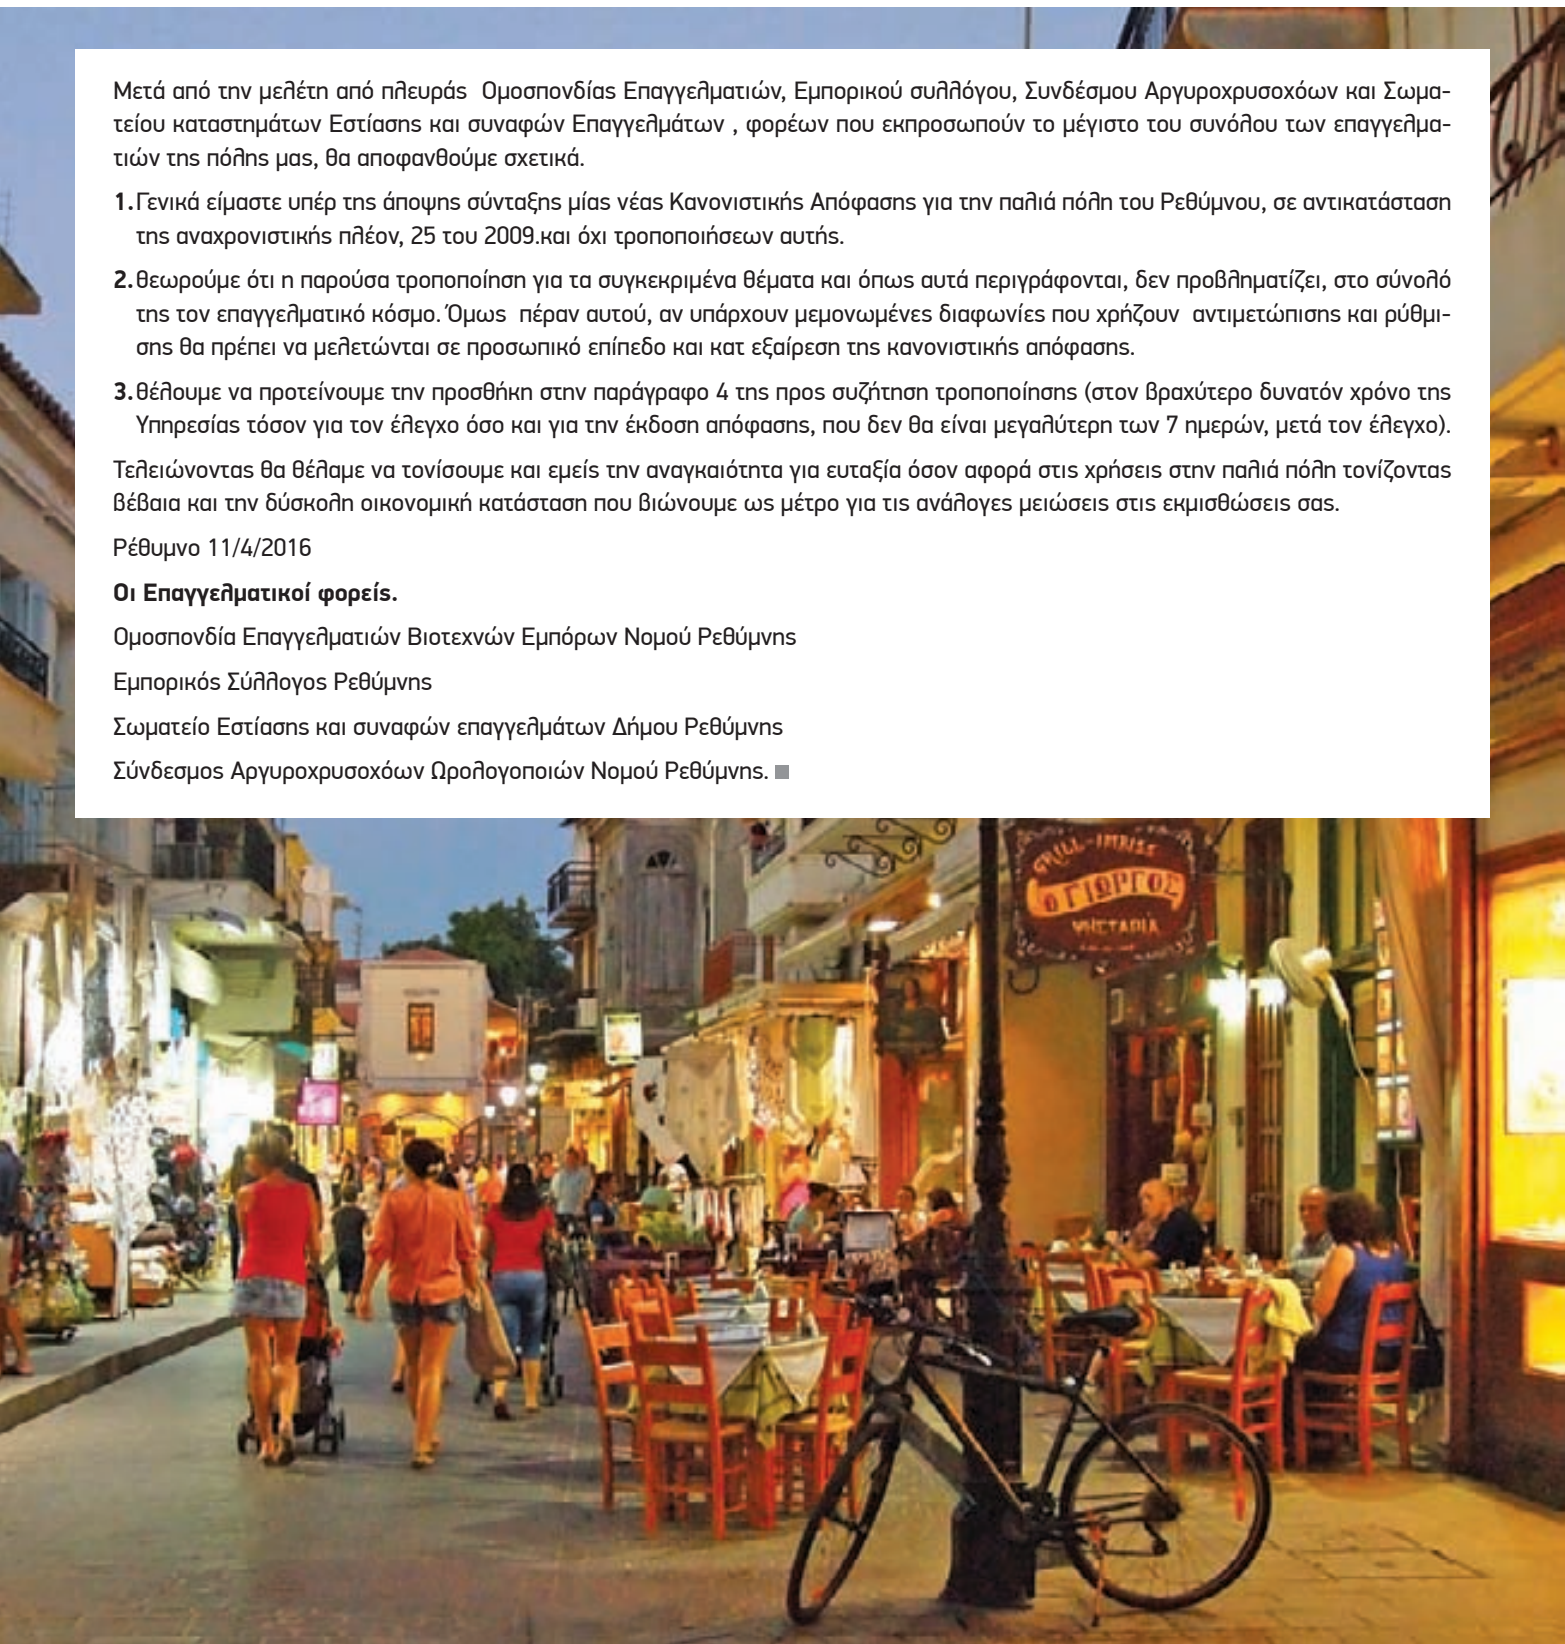 Μετά από την μελέτη από πλευράς  Ομοσπονδίας Επαγγελματιών, Εμπορικού συλλόγου, Συνδέσμου Αργυροχρυσοχόων και Σωμα-
τείου καταστημάτων Εστίασης και συναφών Επαγγελμάτων , φορέων που εκπροσωπούν το μέγιστο του συνόλου των επαγγελμα-
τιών της πόλης μας, θα αποφανθούμε σχετικά.
1. Γενικά είμαστε υπέρ της άποψης σύνταξης μίας νέας Κανονιστικής Απόφασης για την παλιά πόλη του Ρεθύμνου, σε αντικατάσταση
της αναχρονιστικής πλέον, 25 του 2009.και όχι τροποποιήσεων αυτής.
2. θεωρούμε ότι η παρούσα τροποποίηση για τα συγκεκριμένα θέματα και όπως αυτά περιγράφονται, δεν προβληματίζει, στο σύνολό
της τον επαγγελματικό κόσμο. Όμως  πέραν αυτού, αν υπάρχουν μεμονωμένες διαφωνίες που χρήζουν  αντιμετώπισης και ρύθμι-
σης θα πρέπει να μελετώνται σε προσωπικό επίπεδο και κατ εξαίρεση της κανονιστικής απόφασης.
3. θέλουμε να προτείνουμε την προσθήκη στην παράγραφο 4 της προς συζήτηση τροποποίησης (στον βραχύτερο δυνατόν χρόνο της
Υπηρεσίας τόσον για τον έλεγχο όσο και για την έκδοση απόφασης, που δεν θα είναι μεγαλύτερη των 7 ημερών, μετά τον έλεγχο).
Τελειώνοντας θα θέλαμε να τονίσουμε και εμείς την αναγκαιότητα για ευταξία όσον αφορά στις χρήσεις στην παλιά πόλη τονίζοντας
βέβαια και την δύσκολη οικονομική κατάσταση που βιώνουμε ως μέτρο για τις ανάλογες μειώσεις στις εκμισθώσεις σας.
Ρέθυμνο 11/4/2016
Οι Επαγγελματικοί φορείς.
Ομοσπονδία Επαγγελματιών Βιοτεχνών Εμπόρων Νομού Ρεθύμνης
Εμπορικός Σύλλογος Ρεθύμνης
Σωματείο Εστίασης και συναφών επαγγελμάτων Δήμου Ρεθύμνης
Σύνδεσμος Αργυροχρυσοχόων Ωρολογοποιών Νομού Ρεθύμνης.
GRILL-IMBISS
Ο ΓΙΩΡΓΟΣ
ΨΗΣΤΑΡΙΑ